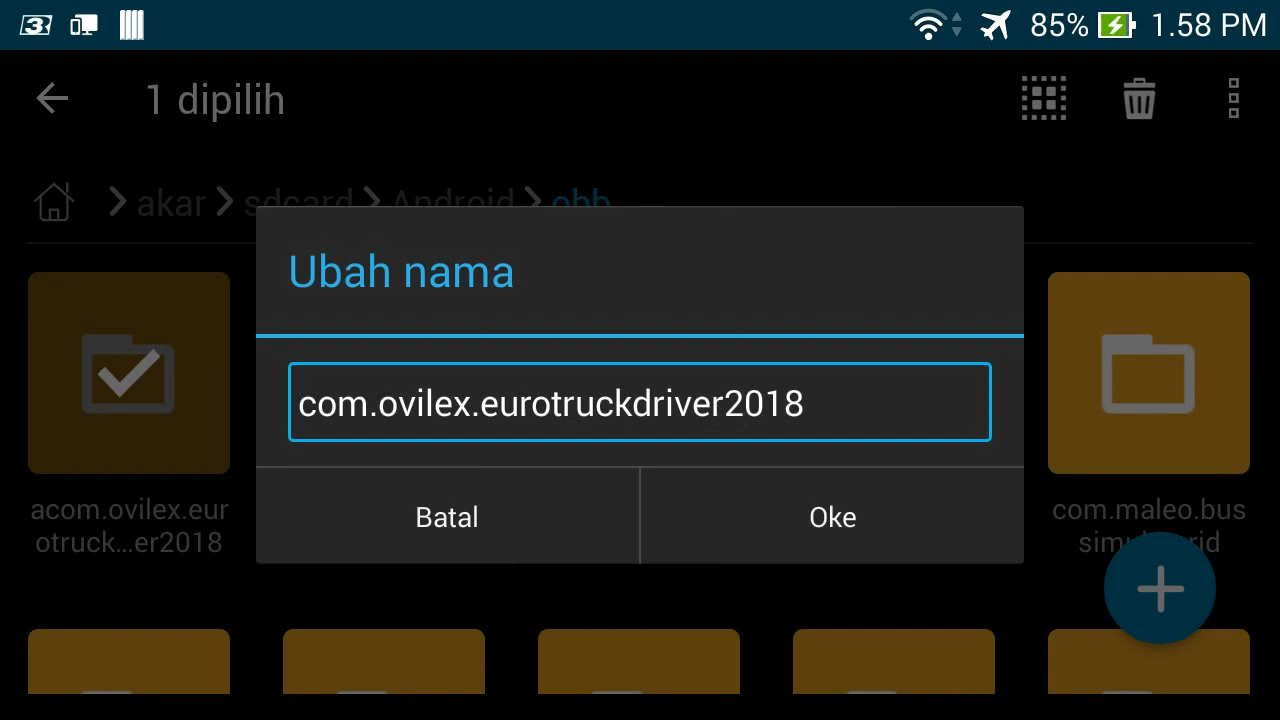 3
85%
1.58 PM
1 dipilih
akar
sdcard
Android
obb
Ubah nama
com.ovilex.eurotruckdriver2018
Batal
Oke
acom.ovilex.eur
otruck...er2018
com.maleo.bus